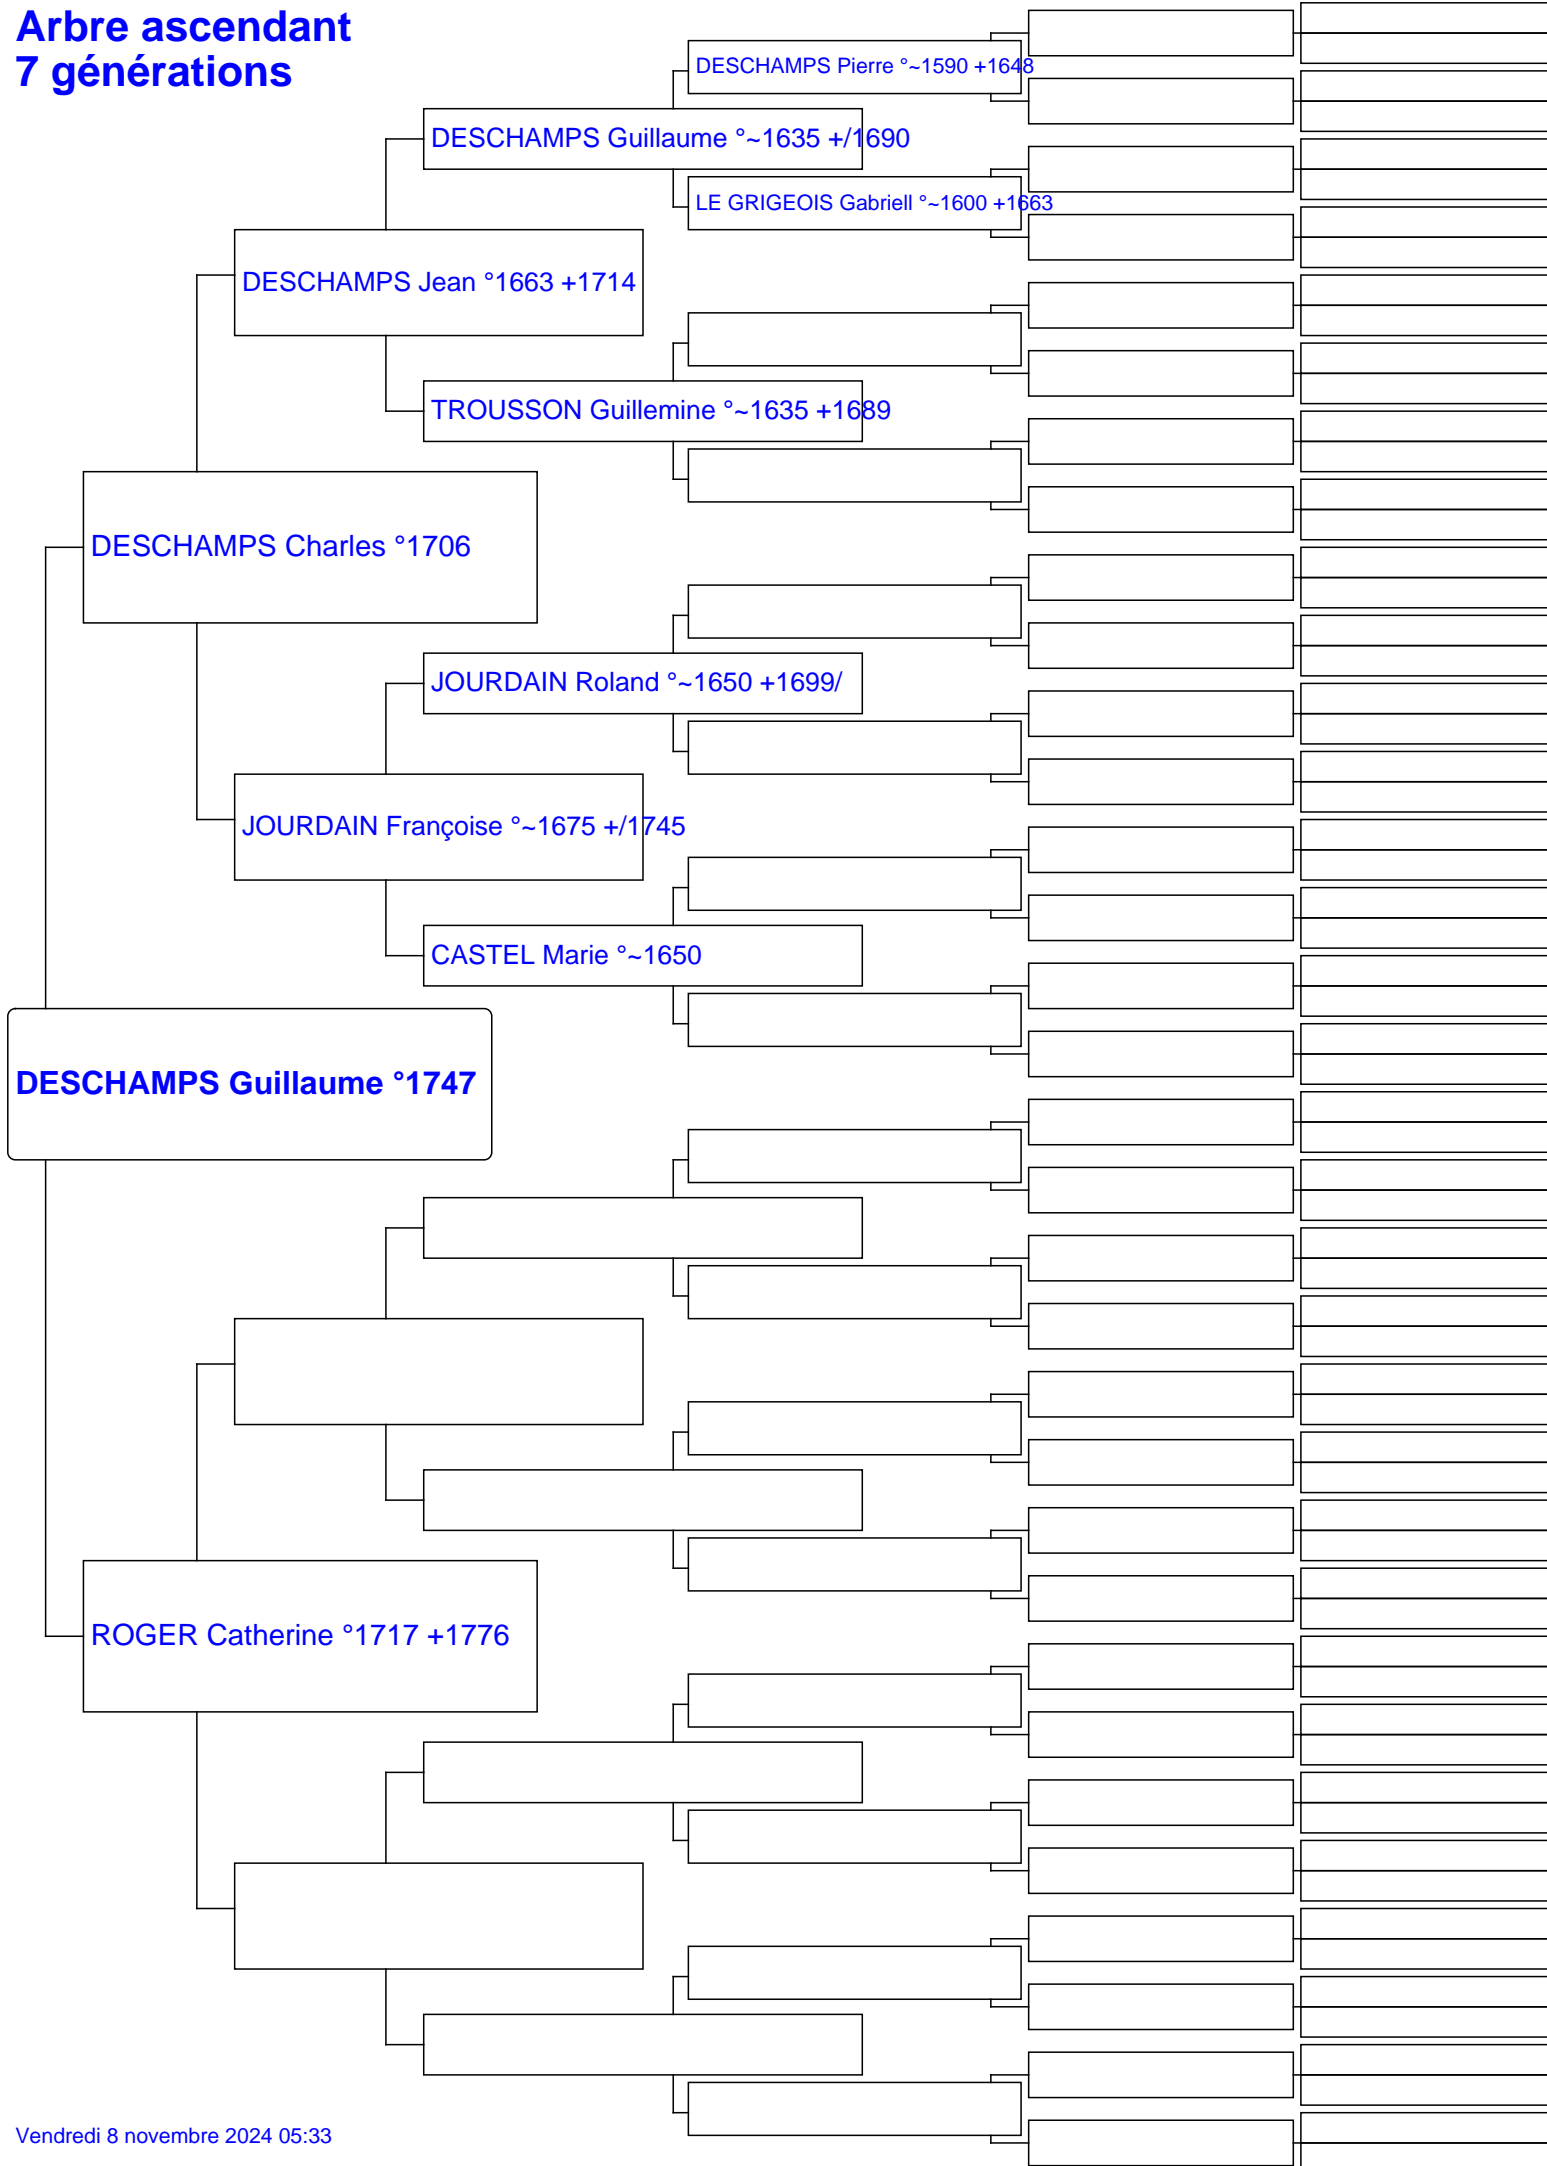 Arbre ascendant
7 générations
DESCHAMPS Pierre °~1590 +1648
DESCHAMPS Guillaume °~1635 +/1690
LE GRIGEOIS Gabriell °~1600 +1663
DESCHAMPS Jean °1663 +1714
TROUSSON Guillemine °~1635 +1689
DESCHAMPS Charles °1706
JOURDAIN Roland °~1650 +1699/
JOURDAIN Françoise °~1675 +/1745
CASTEL Marie °~1650
DESCHAMPS Guillaume °1747
ROGER Catherine °1717 +1776
Vendredi 8 novembre 2024 05:33